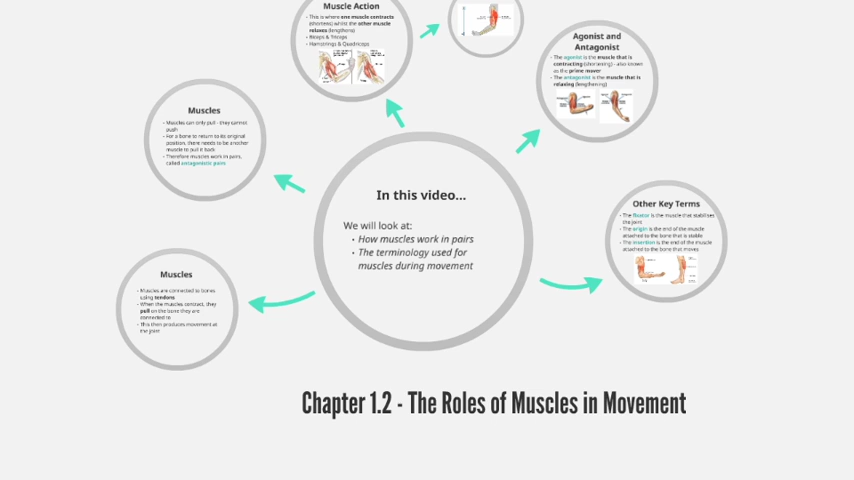 Muscle Action
- This is where one muscle contracts
(shortens) whilst the other muscle
relaxes (lengthens)
- Biceps & Triceps
- Hamstrings & Quadriceps
Agonist and
Antagonist
- The agonist is the muscle that is
contracting (shortening) - also known
as the prime mover
- The antagonist is the muscle that is
relaxing (lengthening)
Muscles
- Muscles can only pull - they cannot
push
- For a bone to return to its original
position, there needs to be another
muscle to pull it back
- Therefore muscles work in pairs,
called antagonistic pairs
In this video...
We will look at:
• How muscles work in pairs
• The terminology used for
muscles during movement
Other Key Terms
- The fixator is the muscle that stabilises
the joint
- The origin is the end of the muscle
attached to the bone that is stable
- The insertion is the end of the muscle
attached to the bone that moves
Muscles
- Muscles are connected to bones
using tendons
- When the muscles contract, they
pull on the bone they are
connected to
- This then produces movement at
the joint
Chapter 1.2 - The Roles of Muscles in Movement